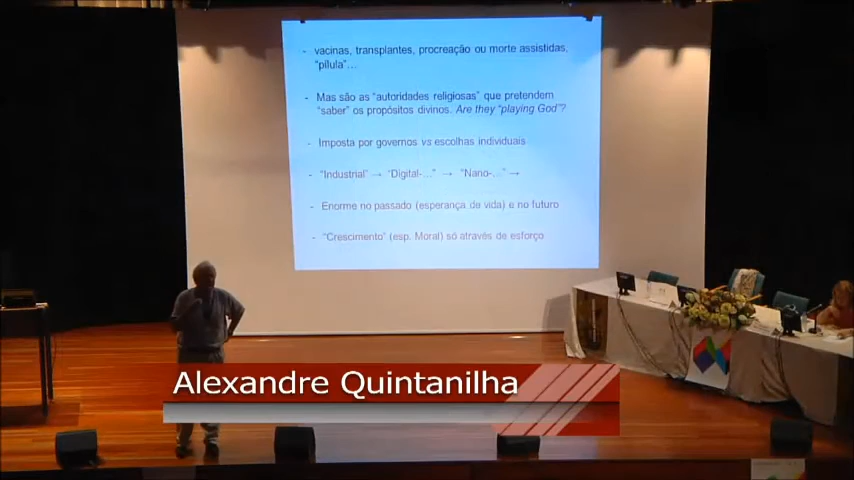 - vacinas, transplantes, procreação ou morte assistidas,
"pílula"...
- Mas são as "autoridades religiosas" que pretendem
"saber" os propósitos divinos. Are they "playing God"?
- Imposta por governos vs escolhas individuais
- "Industrial" → "Digital-..." → "Nano-..." →
- Enorme no passado (esperança de vida) e no futuro
- "Crescimento" (esp. Moral) só através de esforço
Alexandre Quintanilha